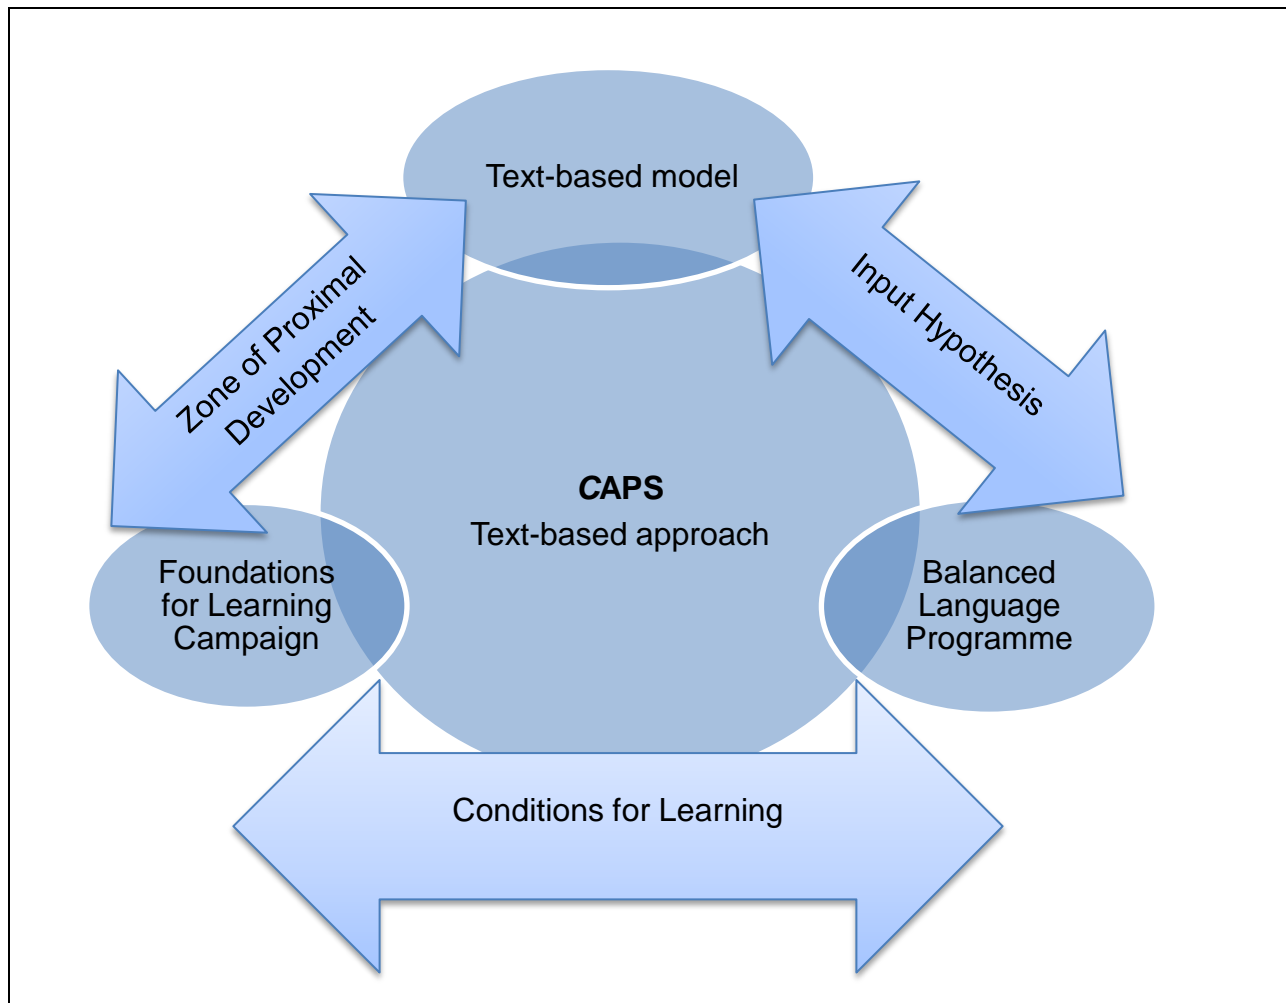 Text-based model
Zone of Proximal
Development
Input Hypothesis
CAPS
Text-based approach
Foundations
for Learning
Campaign
Balanced
Language
Programme
Conditions for Learning